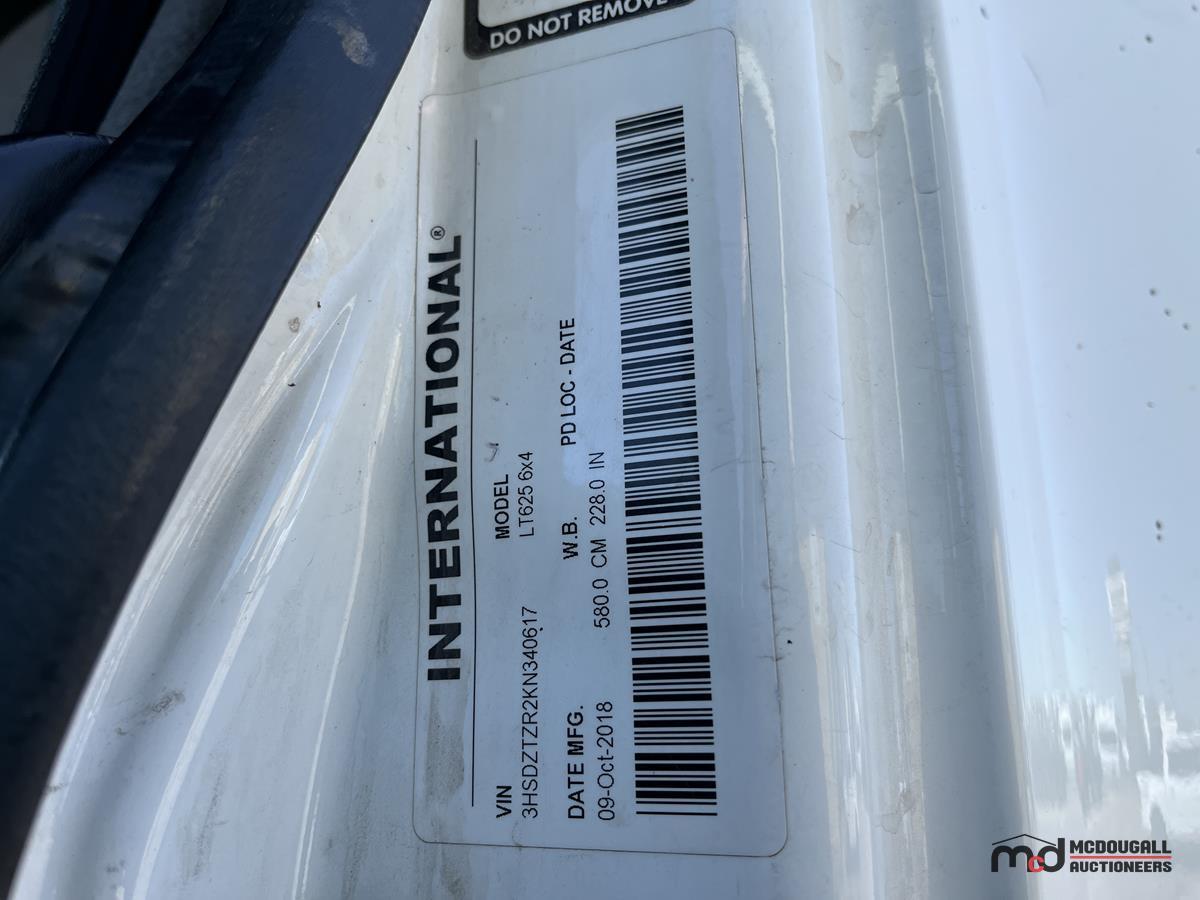 DO NOT REMOVE
INTERNATIONAL®
VIN MODEL
3HSDZTZR2KN340617 LT625 6x4
DATE MFG. W.B. PD LOC - DATE
09-Oct-2018 580.0 CM 228.0 IN
mcd MCDOUGALL
AUCTIONEERS